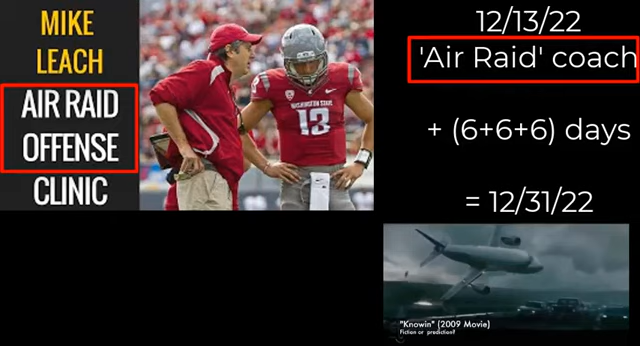 MIKE
LEACH
AIR RAID
OFFENSE
CLINIC
WASHINGTON STATE
13
12/13/22
'Air Raid' coach
+ (6+6+6) days
= 12/31/22
"Knowin" (2009 Movie)
Fiction or prediction?